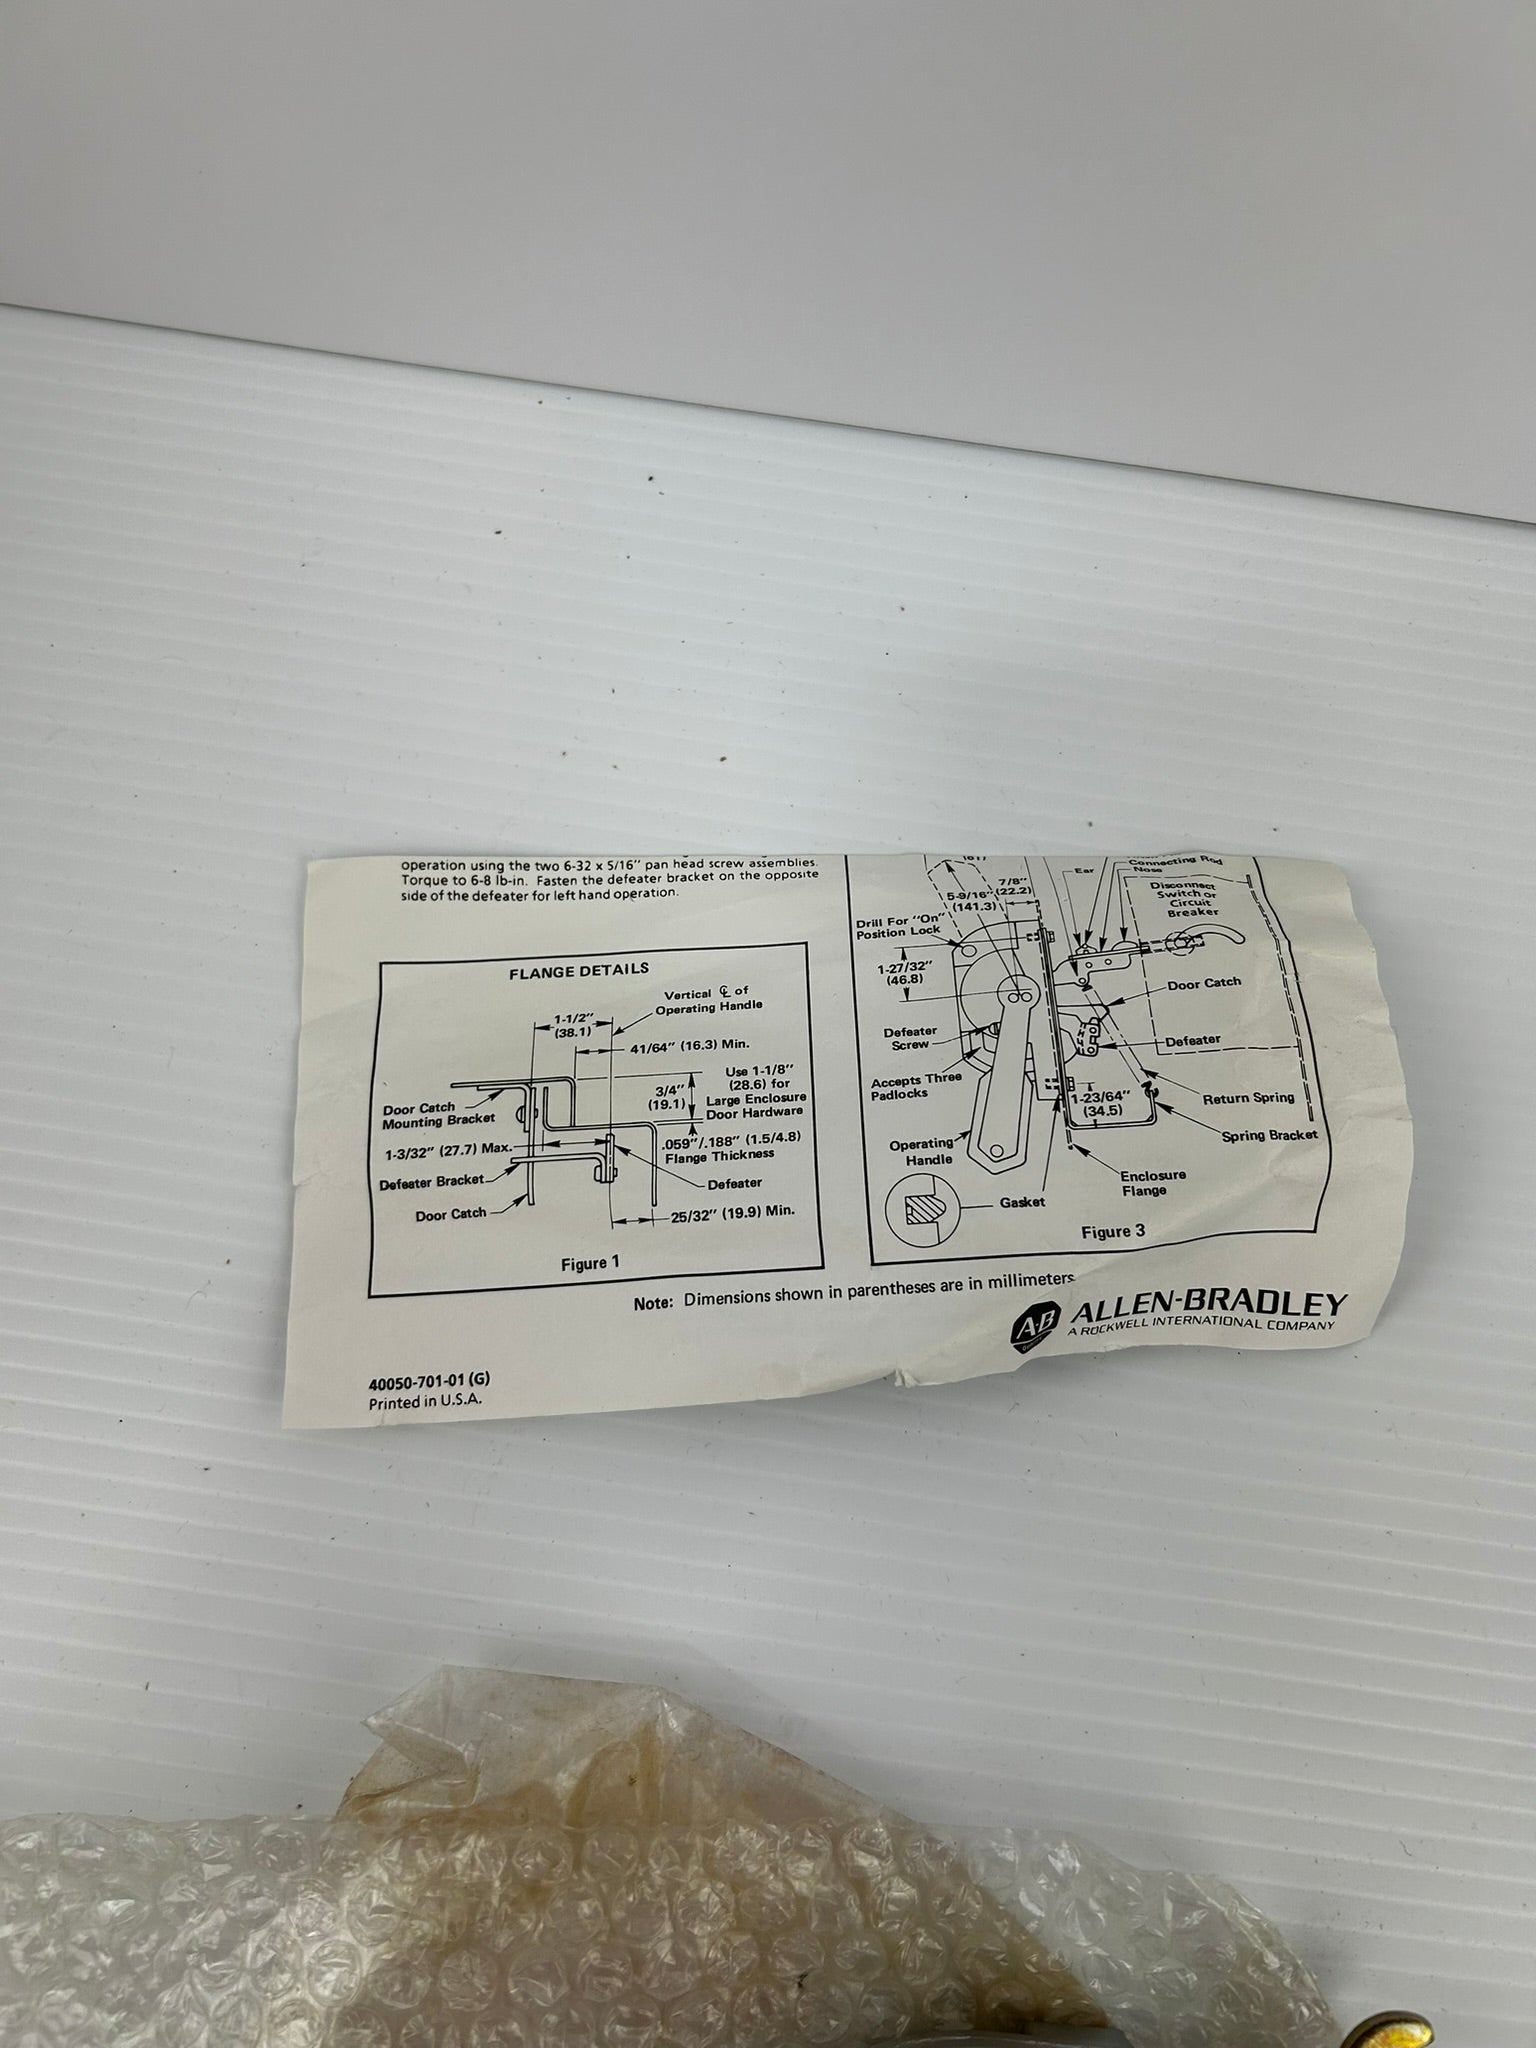 operation using the two 6-32 x 5/16" pan head screw assemblies.
Torque to 6-8 lb-in. Fasten the defeater bracket on the opposite
side of the defeater for left hand operation.
FLANGE DETAILS
Vertical ℄ of
Operating Handle
1-1/2"
(38.1)
41/64" (16.3) Min.
3/4"
(19.1)
Use 1-1/8"
(28.6) for
Large Enclosure
Door Hardware
Door Catch
Mounting Bracket
1-3/32" (27.7) Max.
.059"/.188" (1.5/4.8)
Flange Thickness
Defeater Bracket
Defeater
Door Catch
25/32" (19.9) Min.
Figure 1
Connecting Rod
Nose
Ear
7/8"
(22.2)
5-9/16"
(141.3)
Disconnect
Switch or
Circuit
Breaker
Drill For "On"
Position Lock
1-27/32"
(46.8)
Door Catch
Defeater
Screw
Defeater
Accepts Three
Padlocks
1-23/64"
(34.5)
Return Spring
Spring Bracket
Operating
Handle
Enclosure
Flange
Gasket
Figure 3
Note: Dimensions shown in parentheses are in millimeters
A-B
ALLEN-BRADLEY
A ROCKWELL INTERNATIONAL COMPANY
40050-701-01 (G)
Printed in U.S.A.